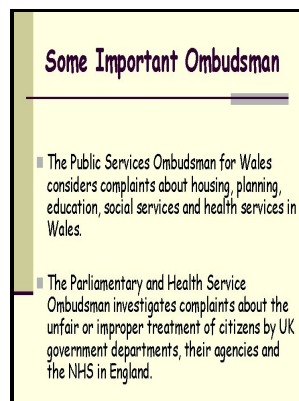 Some Important Ombudsman
The Public Services Ombudsman for Wales
considers complaints about housing, planning,
education, social services and health services in
Wales.
The Parliamentary and Health Service
Ombudsman investigates complaints about the
unfair or improper treatment of citizens by UK
government departments, their agencies and
the NHS in England.